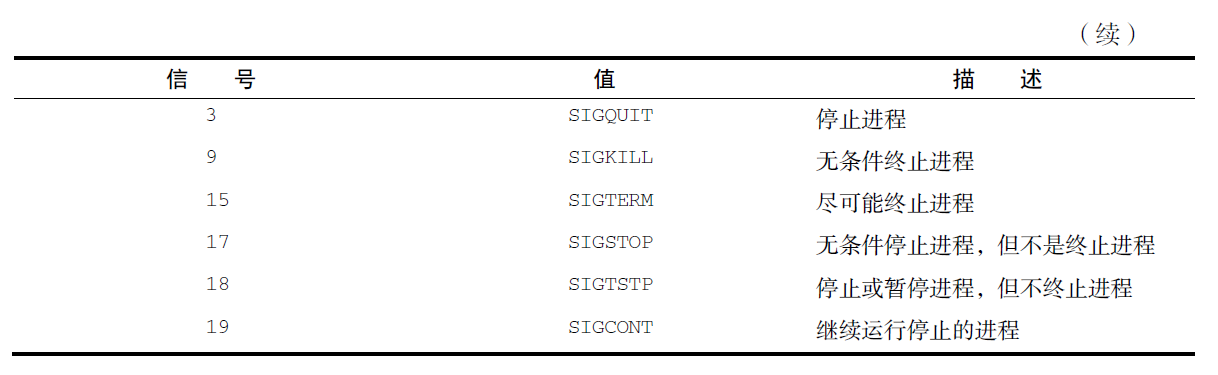 （续）
信 号 值 描 述
3 SIGQUIT 停止进程
9 SIGKILL 无条件终止进程
15 SIGTERM 尽可能终止进程
17 SIGSTOP 无条件停止进程，但不是终止进程
18 SIGTSTP 停止或暂停进程，但不终止进程
19 SIGCONT 继续运行停止的进程